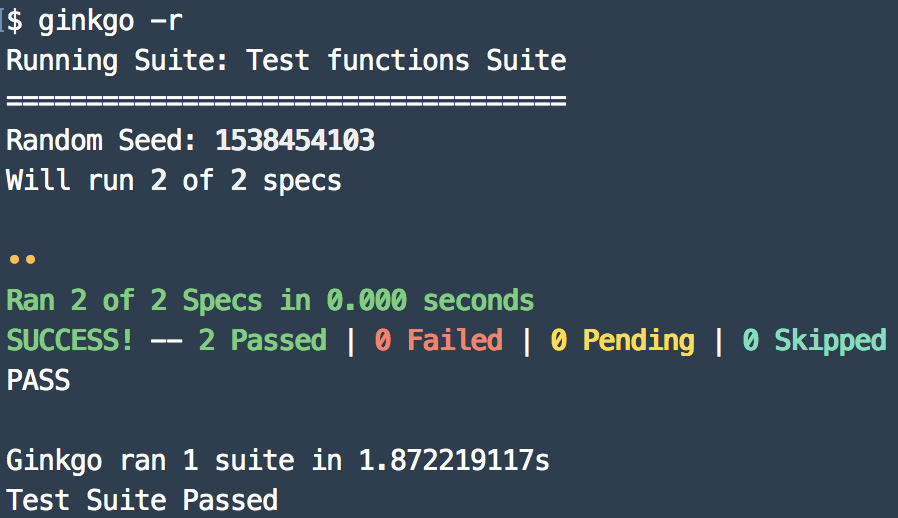 $ ginkgo -r
Running Suite: Test functions Suite
===================================
Random Seed: 1538454103
Will run 2 of 2 specs
••
Ran 2 of 2 Specs in 0.000 seconds
SUCCESS! -- 2 Passed | 0 Failed | 0 Pending | 0 Skipped
PASS
Ginkgo ran 1 suite in 1.872219117s
Test Suite Passed